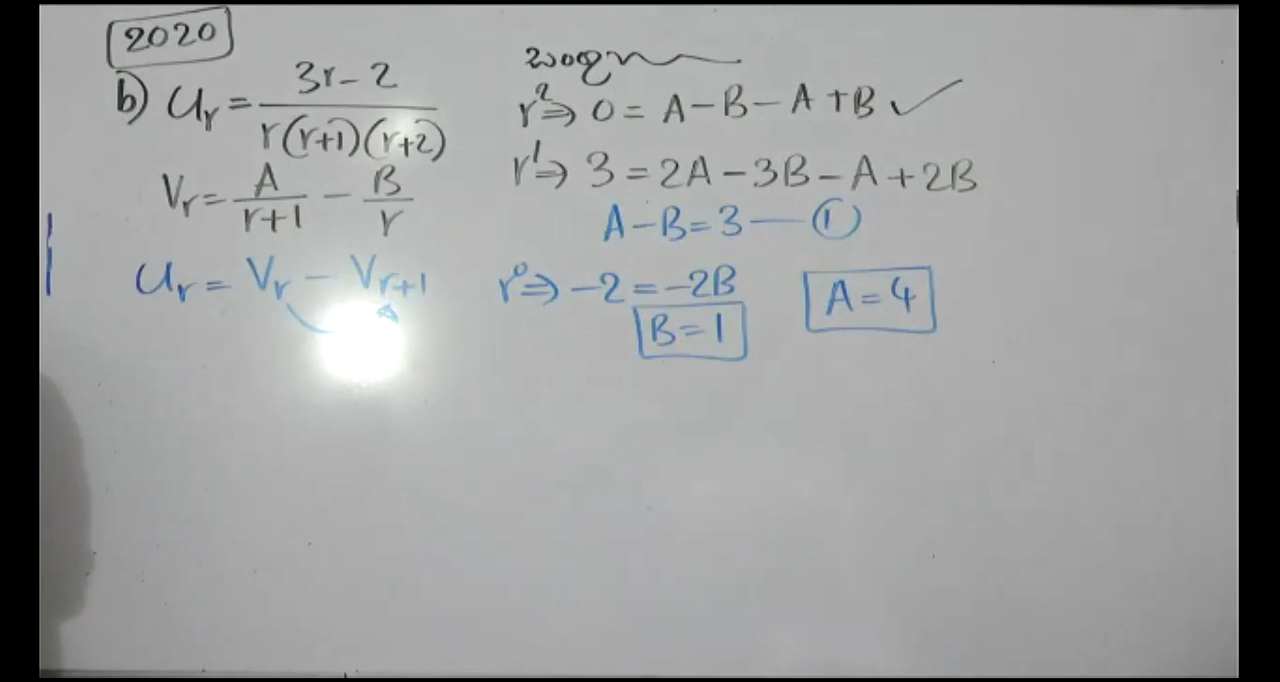 2020
b) Ur = 3r-2 / r(r+1)(r+2)
Vr = A/r+1 - B/r
Ur = Vr - Vr+1
r² ⇒ 0 = A-B-A+B ✓
r¹ ⇒ 3 = 2A-3B-A+2B
A-B=3 — ①
r⁰ ⇒ -2 = -2B
B=1
A=4